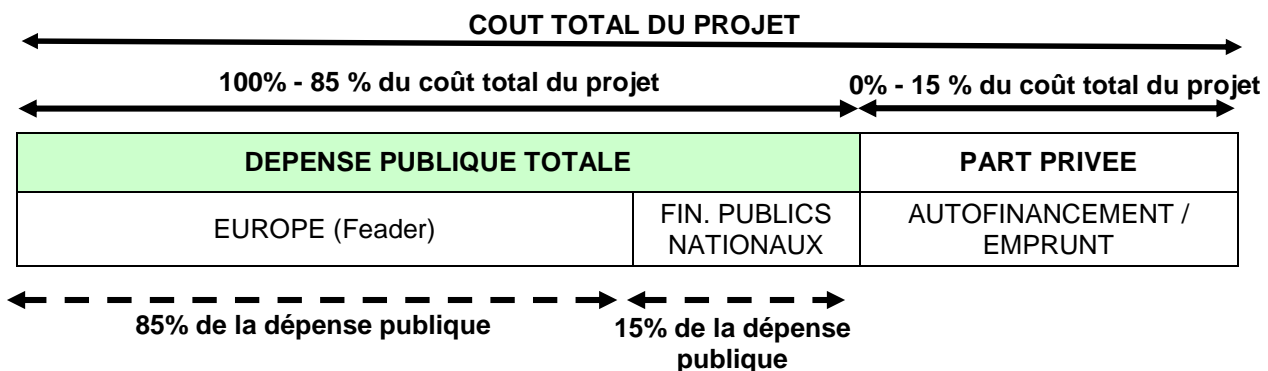 COUT TOTAL DU PROJET
100% - 85 % du coût total du projet
0% - 15 % du coût total du projet
DEPENSE PUBLIQUE TOTALE
PART PRIVEE
EUROPE (Feader)
FIN. PUBLICS
NATIONAUX
AUTOFINANCEMENT /
EMPRUNT
85% de la dépense publique
15% de la dépense
publique